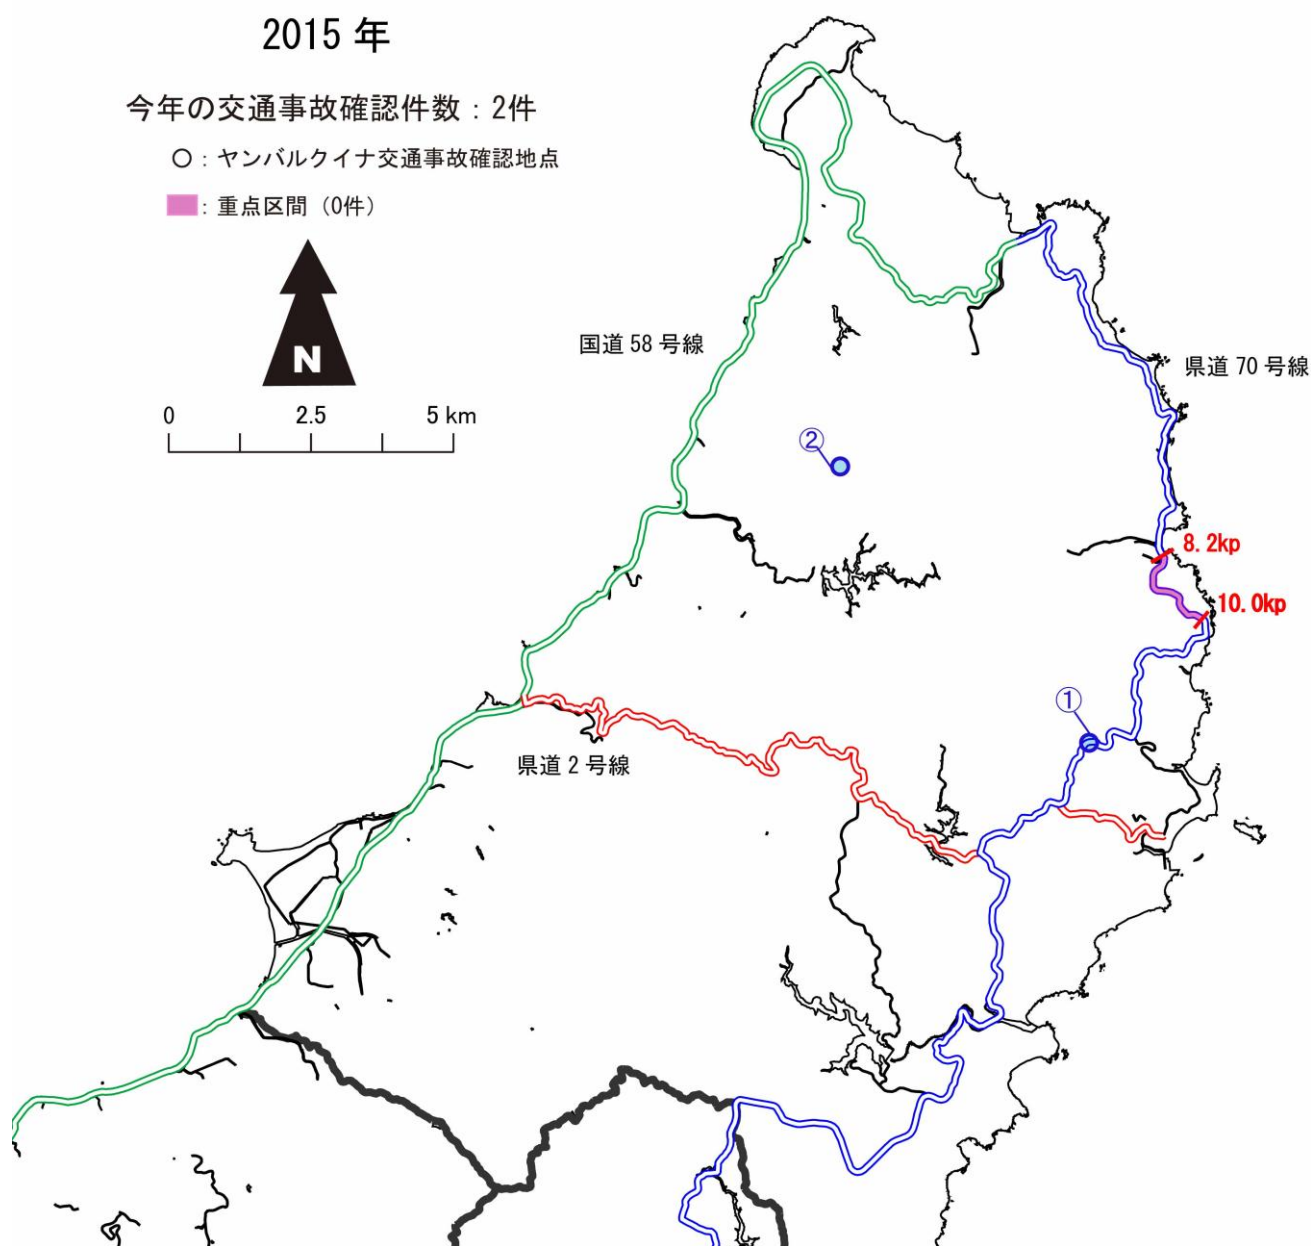 2015 年
今年の交通事故確認件数：2件
○：ヤンバルクイナ交通事故確認地点
：重点区間（0件）
N
0 2.5 5 km
国道 58 号線
県道 70 号線
②
8.2kp
10.0kp
①
県道 2 号線